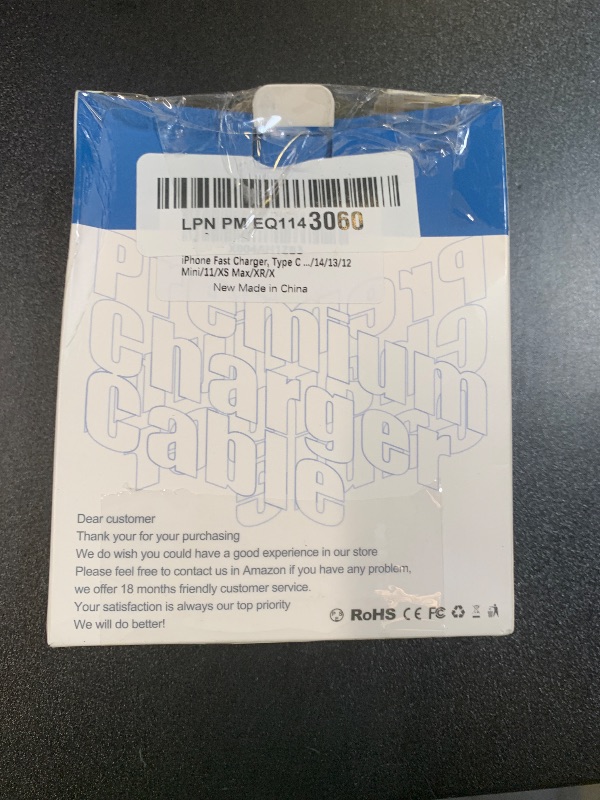 LPN PM EQ1143060
iPhone Fast Charger, Type C .../14/13/12
Mini/11/XS Max/XR/X
New Made in China
Premium
Charger
Cable
Dear customer
Thank your for your purchasing
We do wish you could have a good experience in our store
Please feel free to contact us in Amazon if you have any problem,
we offer 18 months friendly customer service.
Your satisfaction is always our top priority
We will do better!
RoHS CE FC